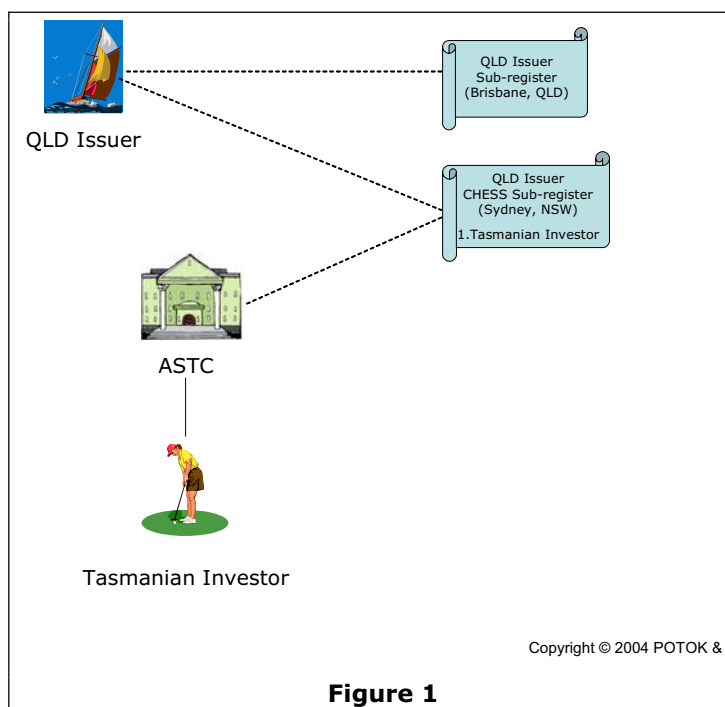 QLD Issuer
Sub-register
(Brisbane, QLD)
QLD Issuer
QLD Issuer
CHESS Sub-register
(Sydney, NSW)
1.Tasmanian Investor
ASTC
Tasmanian Investor
Copyright © 2004 POTOK &
Figure 1